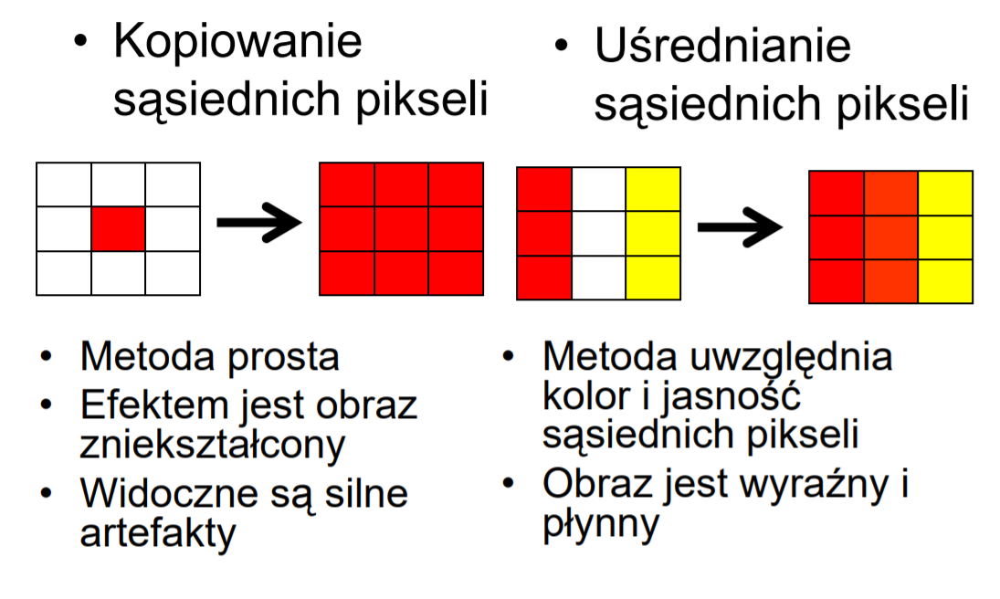 • Kopiowanie
sąsiednich pikseli
• Metoda prosta
• Efektem jest obraz
zniekształcony
• Widoczne są silne
artefakty
• Uśrednianie
sąsiednich pikseli
• Metoda uwzględnia
kolor i jasność
sąsiednich pikseli
• Obraz jest wyraźny i
płynny